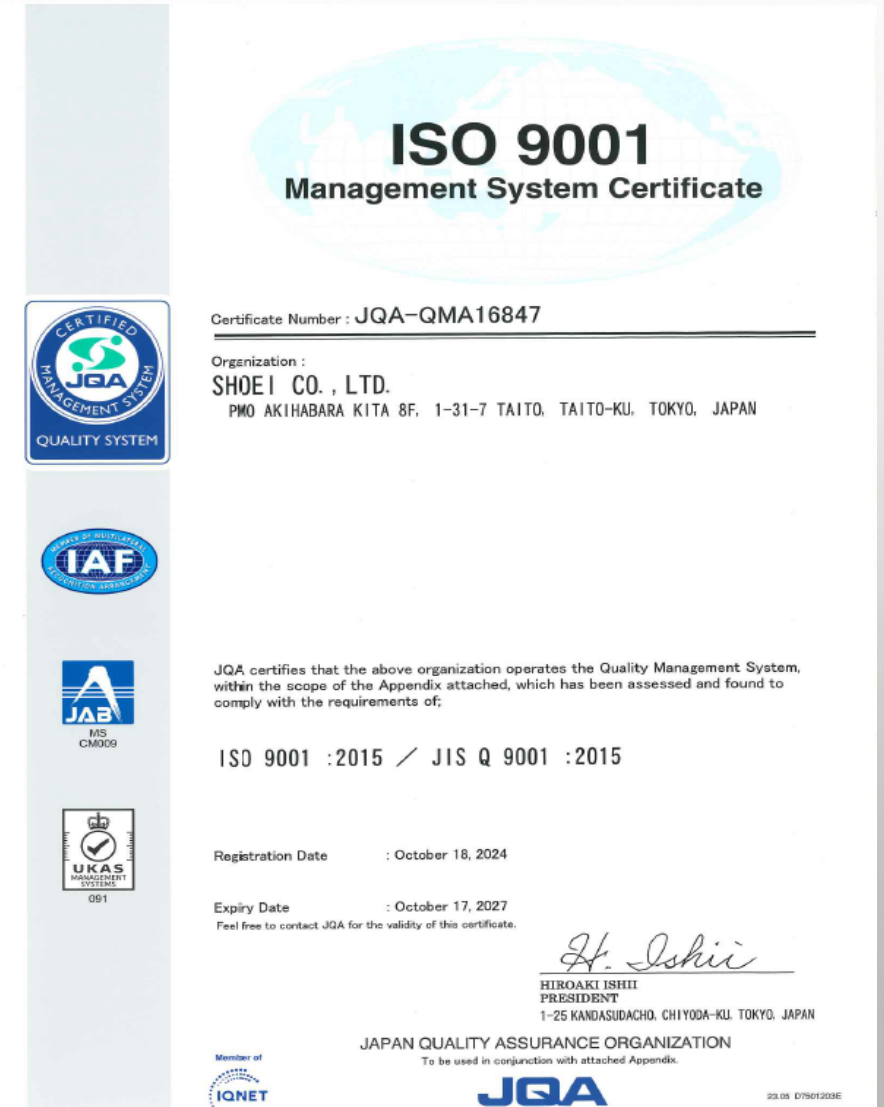 ISO 9001
Management System Certificate
Certificate Number : JQA-QMA16847
Organization :
SHOEI CO., LTD.
PMO AKIHABARA KITA 8F, 1-31-7 TAITO, TAITO-KU, TOKYO, JAPAN
CERTIFIED
MANAGEMENT SYSTEM
JQA
QUALITY SYSTEM
MEMBER OF MULTILATERAL
IAF
RECOGNITION ARRANGEMENT
JAB
MS
CM009
UKAS
MANAGEMENT
SYSTEMS
091
JQA certifies that the above organization operates the Quality Management System,
within the scope of the Appendix attached, which has been assessed and found to
comply with the requirements of;
ISO 9001 :2015 / JIS Q 9001 :2015
Registration Date : October 18, 2024
Expiry Date : October 17, 2027
Feel free to contact JQA for the validity of this certificate.
H. Ishii
HIROAKI ISHII
PRESIDENT
1-25 KANDASUDACHO, CHIYODA-KU, TOKYO, JAPAN
JAPAN QUALITY ASSURANCE ORGANIZATION
To be used in conjunction with attached Appendix.
Member of
IQNET
JQA
23.05 D7501203E